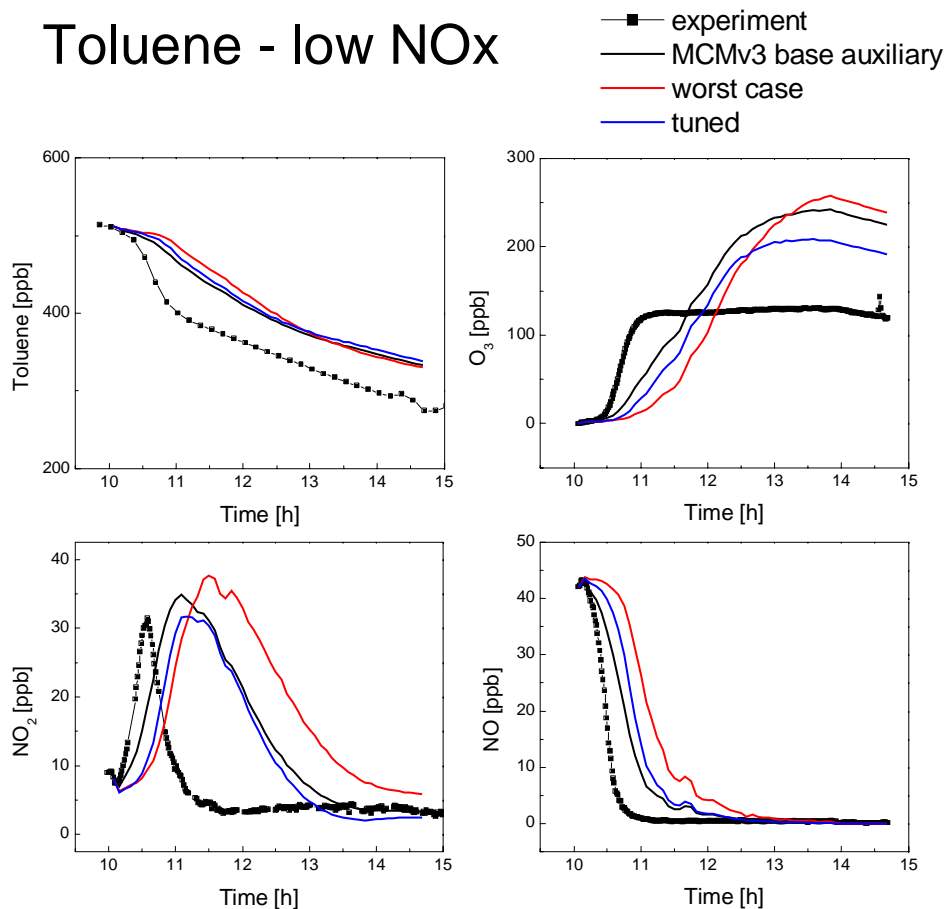 Toluene - low NOx
experiment
MCMv3 base auxiliary
worst case
tuned
600
400
200
Toluene [ppb]
10 11 12 13 14 15
Time [h]
300
200
100
0
O3 [ppb]
10 11 12 13 14 15
Time [h]
40
30
20
10
0
NO2 [ppb]
10 11 12 13 14 15
Time [h]
50
40
30
20
10
0
NO [ppb]
10 11 12 13 14 15
Time [h]